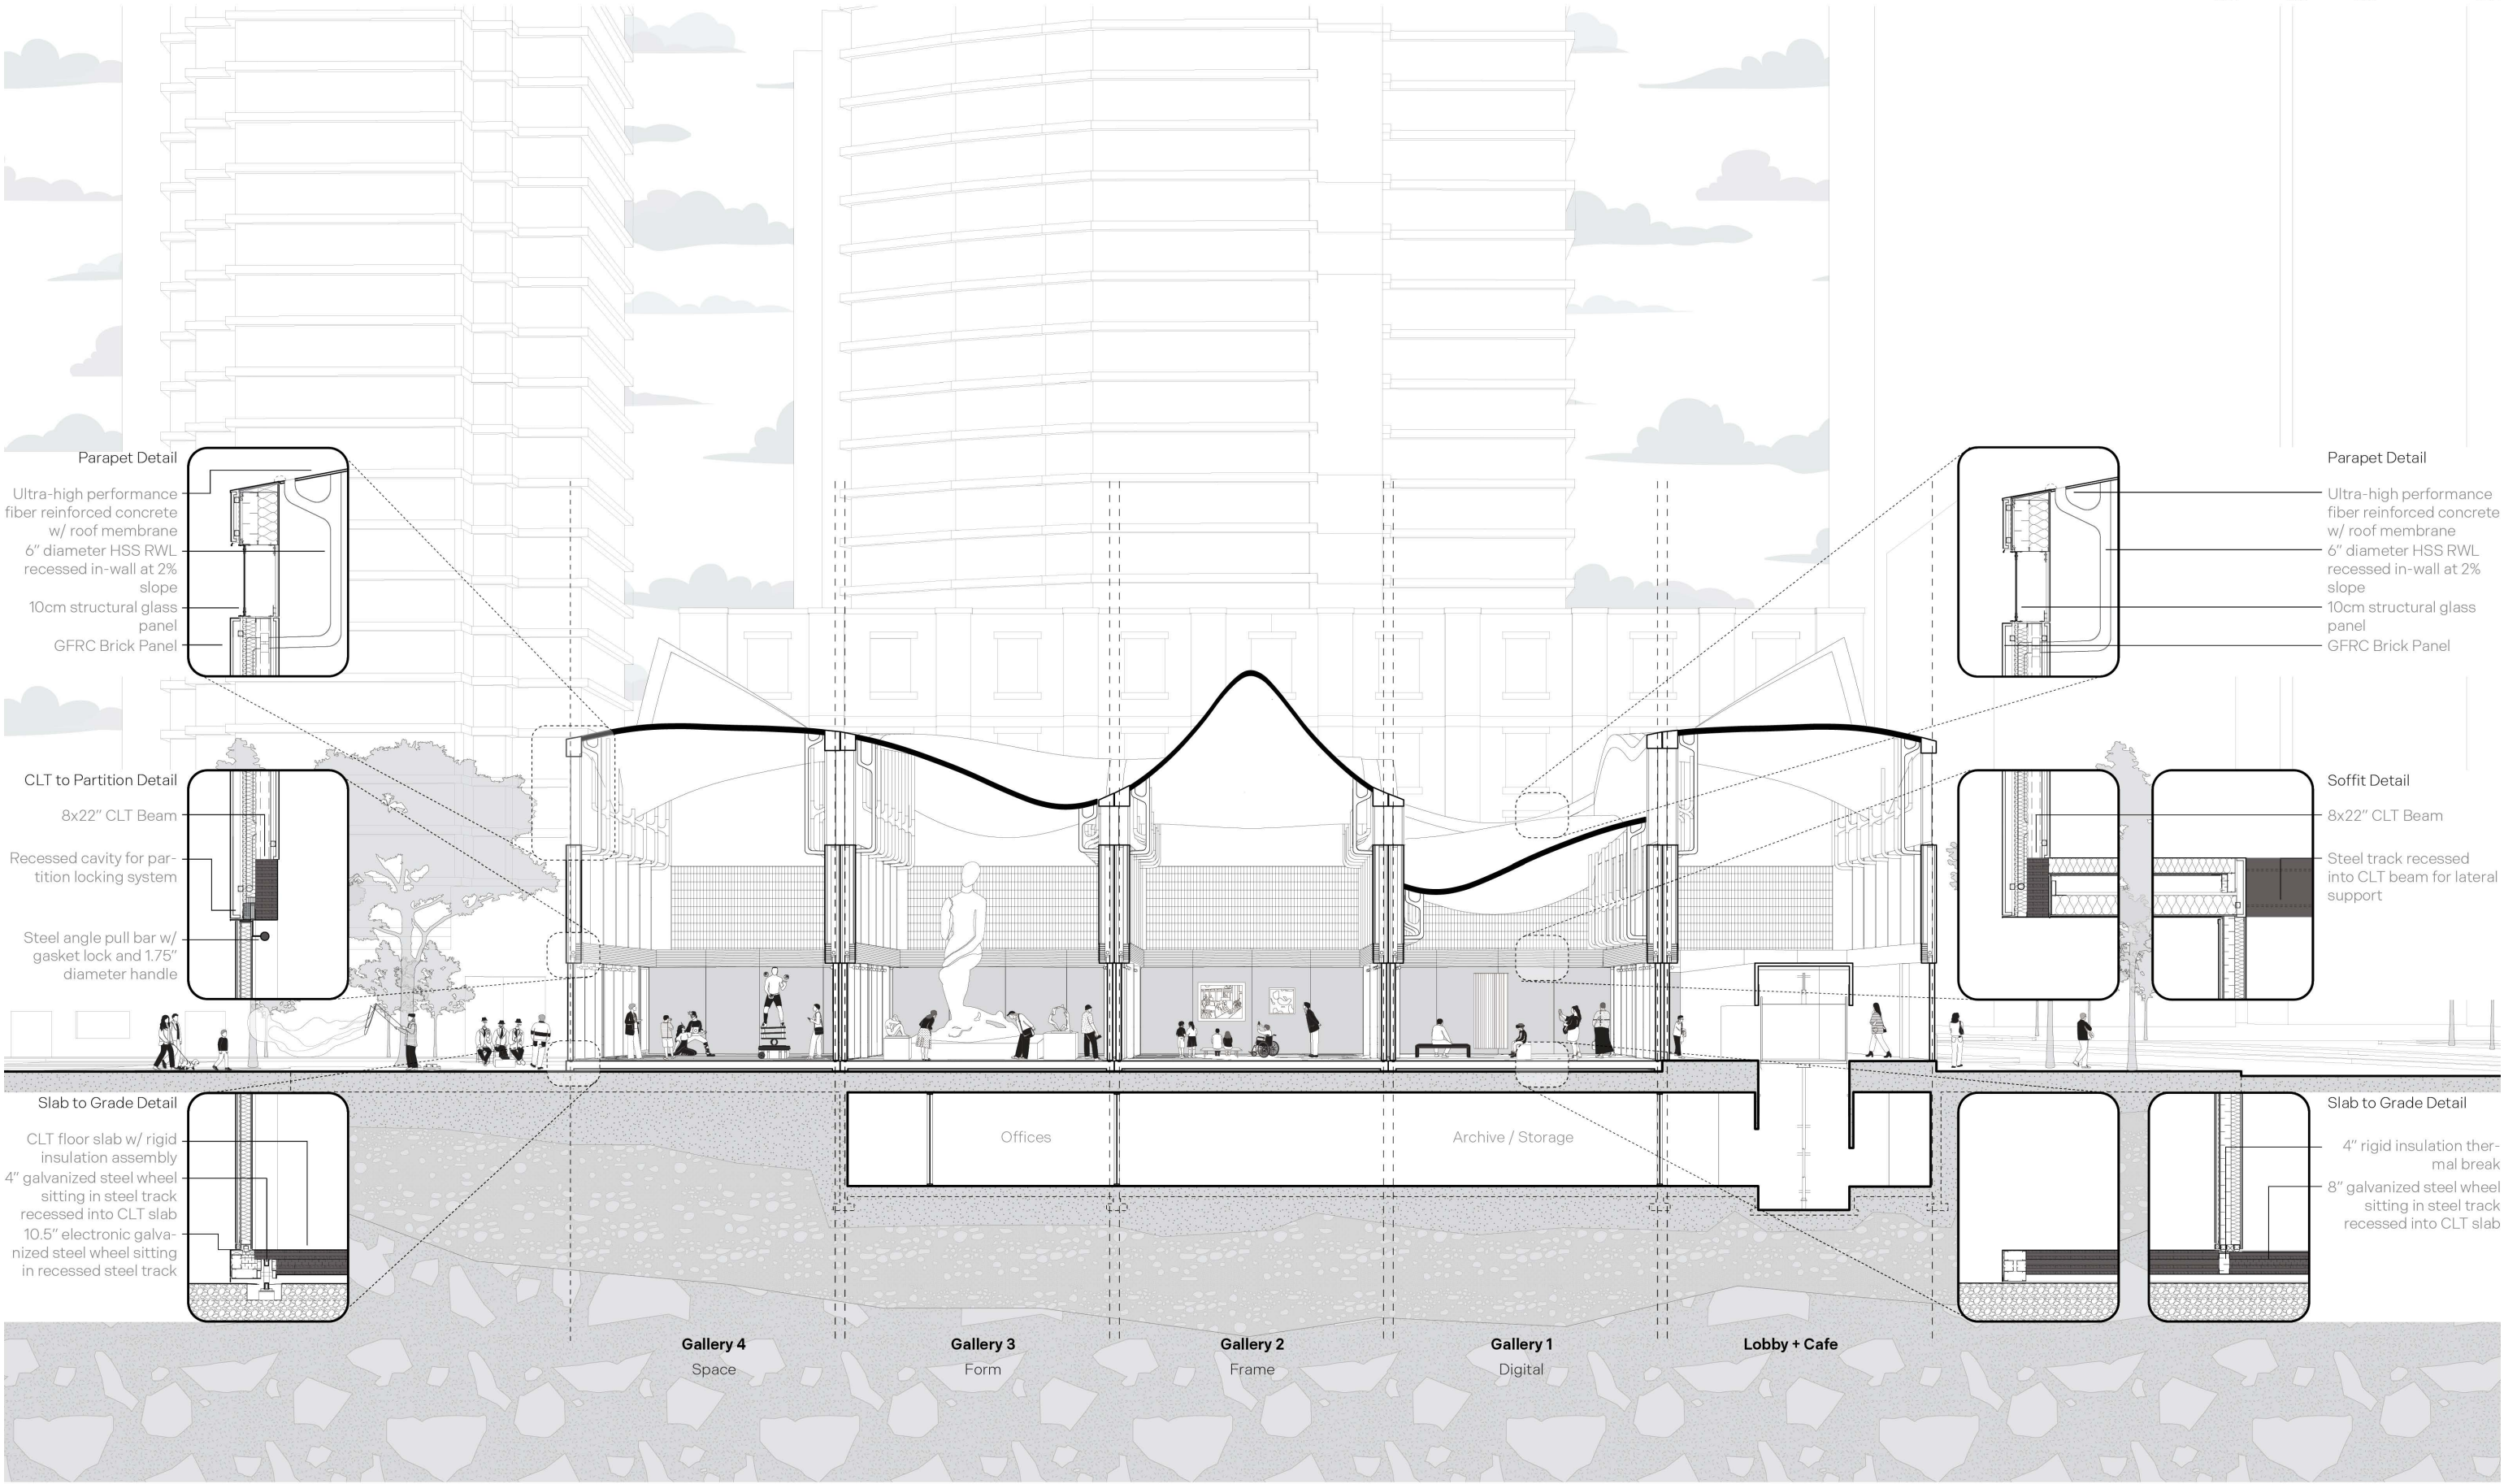 Parapet Detail
Ultra-high performance
fiber reinforced concrete
w/ roof membrane
6” diameter HSS RWL
recessed in-wall at 2%
slope
10cm structural glass
panel
GFRC Brick Panel
CLT to Partition Detail
8x22” CLT Beam
Recessed cavity for par-
tition locking system
Steel angle pull bar w/
gasket lock and 1.75”
diameter handle
Slab to Grade Detail
CLT floor slab w/ rigid
insulation assembly
4” galvanized steel wheel
sitting in steel track
recessed into CLT slab
10.5” electronic galva-
nized steel wheel sitting
in recessed steel track
Parapet Detail
Ultra-high performance
fiber reinforced concrete
w/ roof membrane
6” diameter HSS RWL
recessed in-wall at 2%
slope
10cm structural glass
panel
GFRC Brick Panel
Soffit Detail
8x22” CLT Beam
Steel track recessed
into CLT beam for lateral
support
Slab to Grade Detail
4” rigid insulation ther-
mal break
8” galvanized steel wheel
sitting in steel track
recessed into CLT slab
Offices
Archive / Storage
Gallery 4
Space
Gallery 3
Form
Gallery 2
Frame
Gallery 1
Digital
Lobby + Cafe